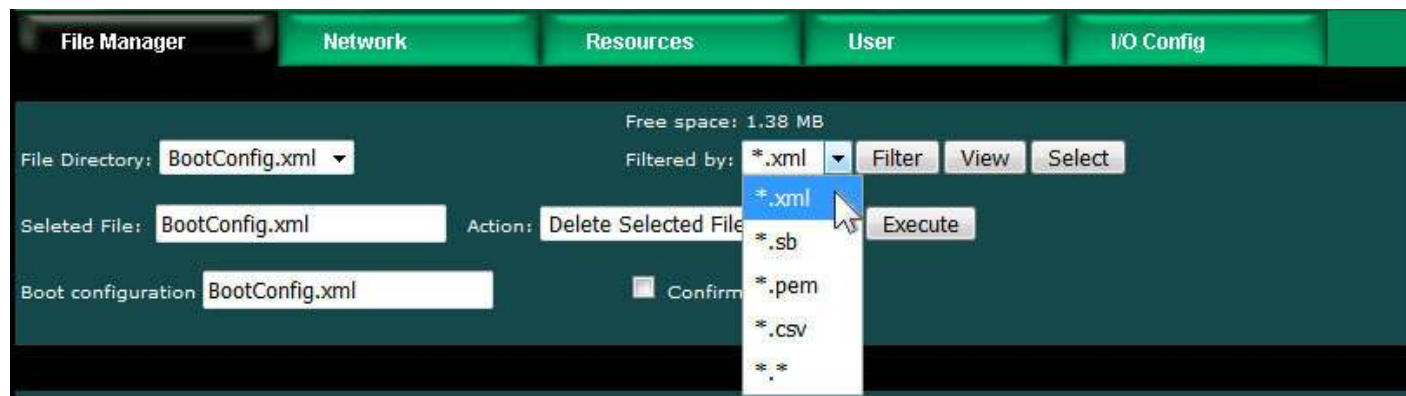 File Manager Network Resources User I/O Config
Free space: 1.38 MB
File Directory: BootConfig.xml Filtered by: *.xml Filter View Select
*.xml
Seleted File: BootConfig.xml Action: Delete Selected File Execute
*.sb
Boot configuration BootConfig.xml Confirm *.pem
*.csv
*.*